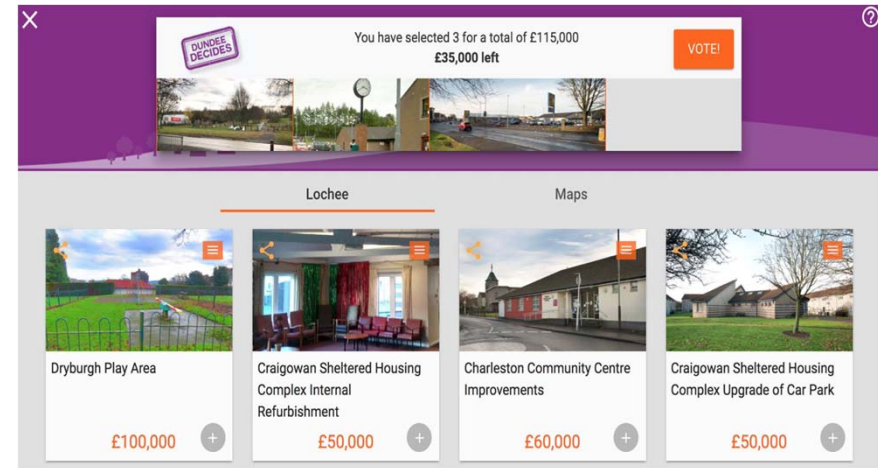 DUNDEE
DECIDES
You have selected 3 for a total of £115,000
£35,000 left
VOTE!
Lochee
Maps
Dryburgh Play Area
£100,000
Craigowan Sheltered Housing
Complex Internal
Refurbishment
£50,000
Charleston Community Centre
Improvements
£60,000
Craigowan Sheltered Housing
Complex Upgrade of Car Park
£50,000